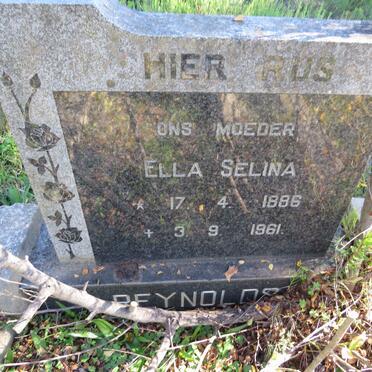 HIER RUS
ONS MOEDER
ELLA SELINA
* 17. 4. 1886
+ 3. 9. 1961.
REYNOLDS